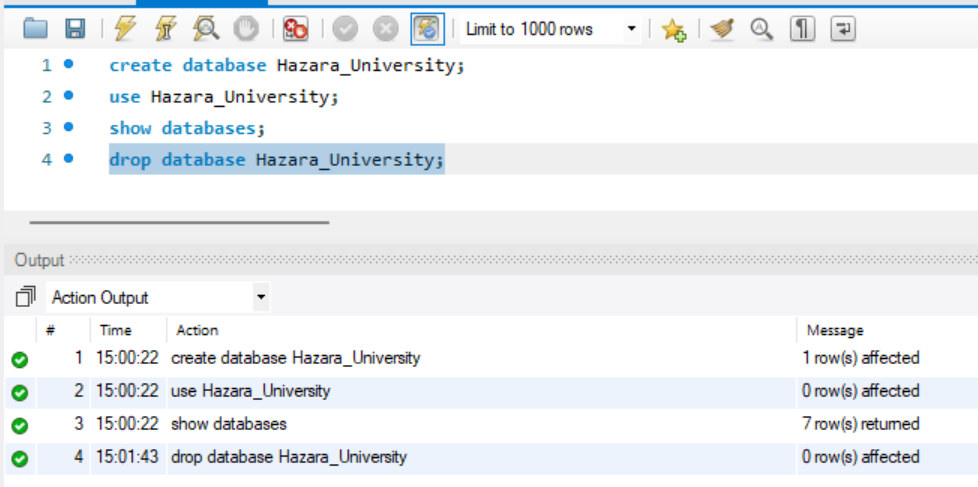 Limit to 1000 rows
1 create database Hazara_University;
2 use Hazara_University;
3 show databases;
4 drop database Hazara_University;
Output
Action Output
# Time Action Message
1 15:00:22 create database Hazara_University 1 row(s) affected
2 15:00:22 use Hazara_University 0 row(s) affected
3 15:00:22 show databases 7 row(s) returned
4 15:01:43 drop database Hazara_University 0 row(s) affected